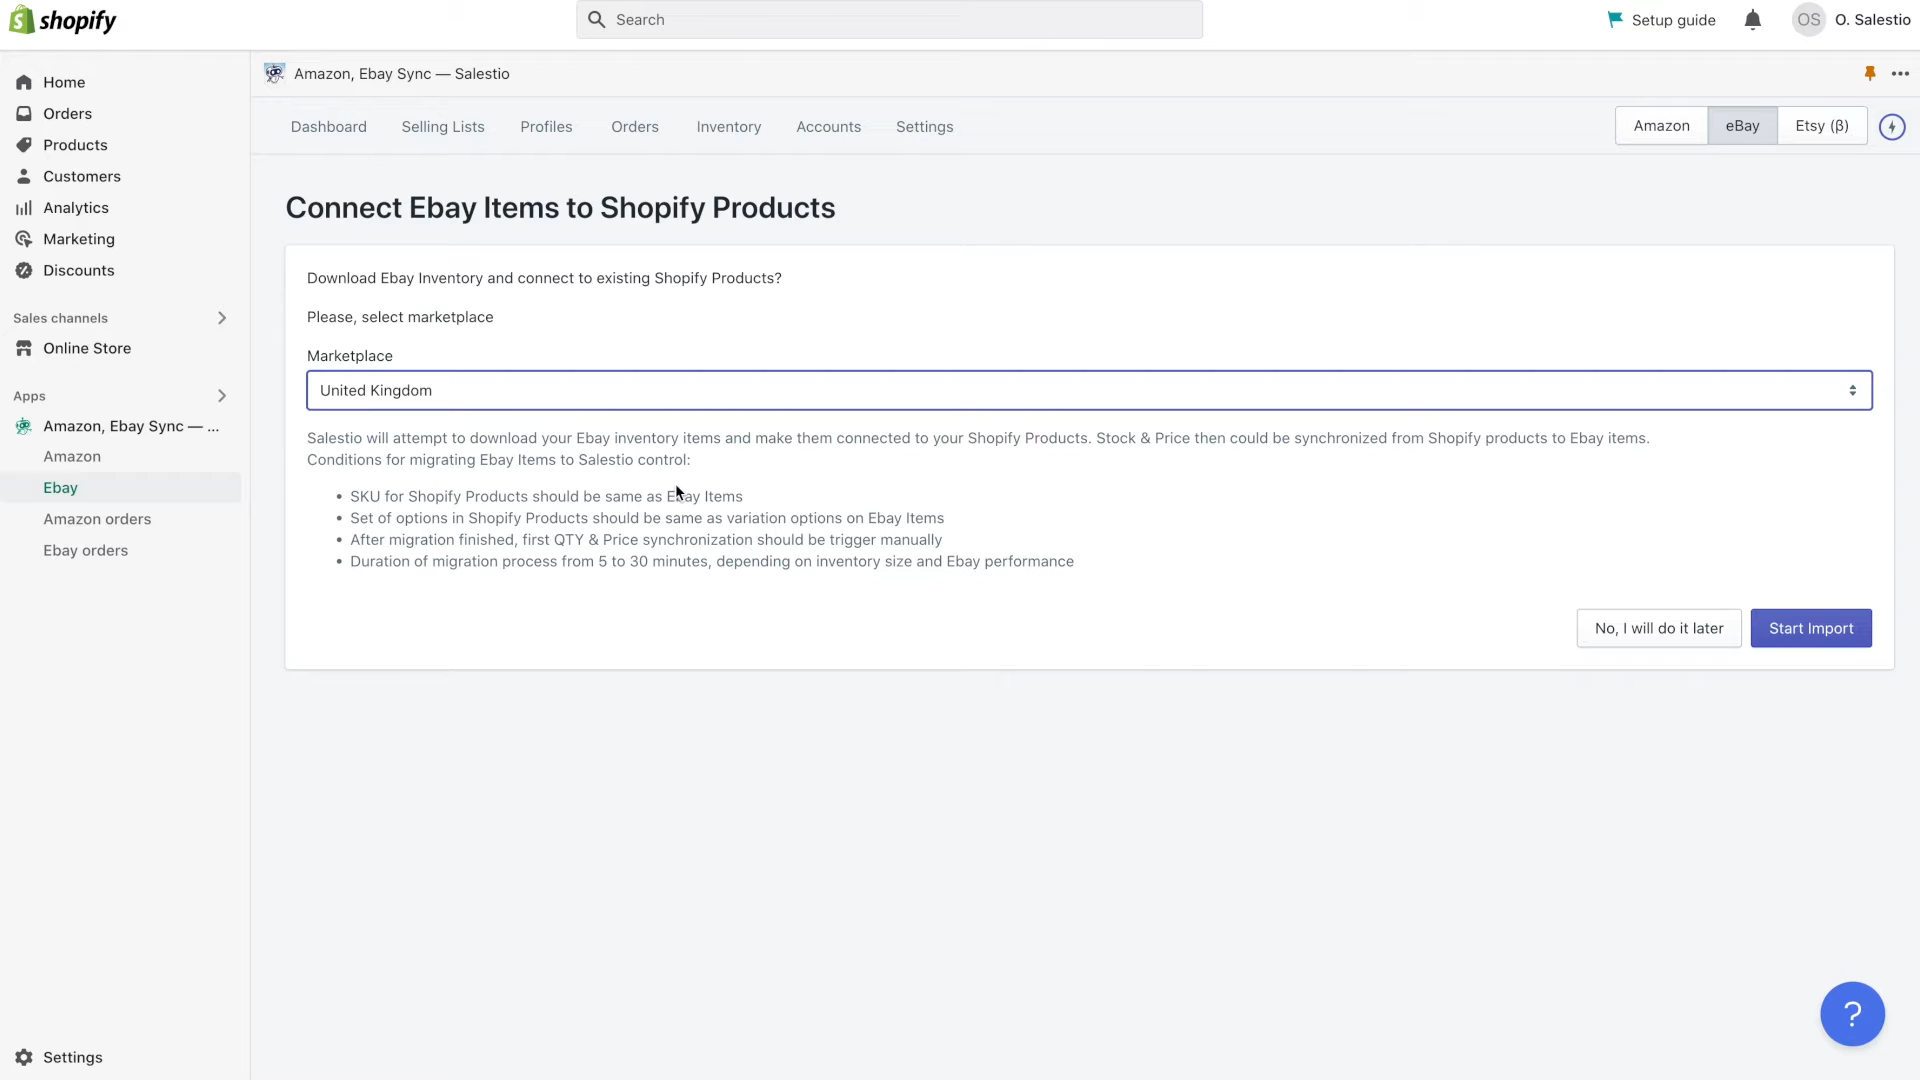 shopify
Search
Setup guide
OS
O. Salestio
Home
Orders
Products
Customers
Analytics
Marketing
Discounts
Sales channels
Online Store
Apps
Amazon, Ebay Sync — ...
Amazon
Ebay
Amazon orders
Ebay orders
Settings
Amazon, Ebay Sync — Salestio
Dashboard
Selling Lists
Profiles
Orders
Inventory
Accounts
Settings
Amazon
eBay
Etsy (β)
Connect Ebay Items to Shopify Products
Download Ebay Inventory and connect to existing Shopify Products?
Please, select marketplace
Marketplace
United Kingdom
Salestio will attempt to download your Ebay inventory items and make them connected to your Shopify Products. Stock & Price then could be synchronized from Shopify products to Ebay items.
Conditions for migrating Ebay Items to Salestio control:
• SKU for Shopify Products should be same as Ebay Items
• Set of options in Shopify Products should be same as variation options on Ebay Items
• After migration finished, first QTY & Price synchronization should be trigger manually
• Duration of migration process from 5 to 30 minutes, depending on inventory size and Ebay performance
No, I will do it later
Start Import
?